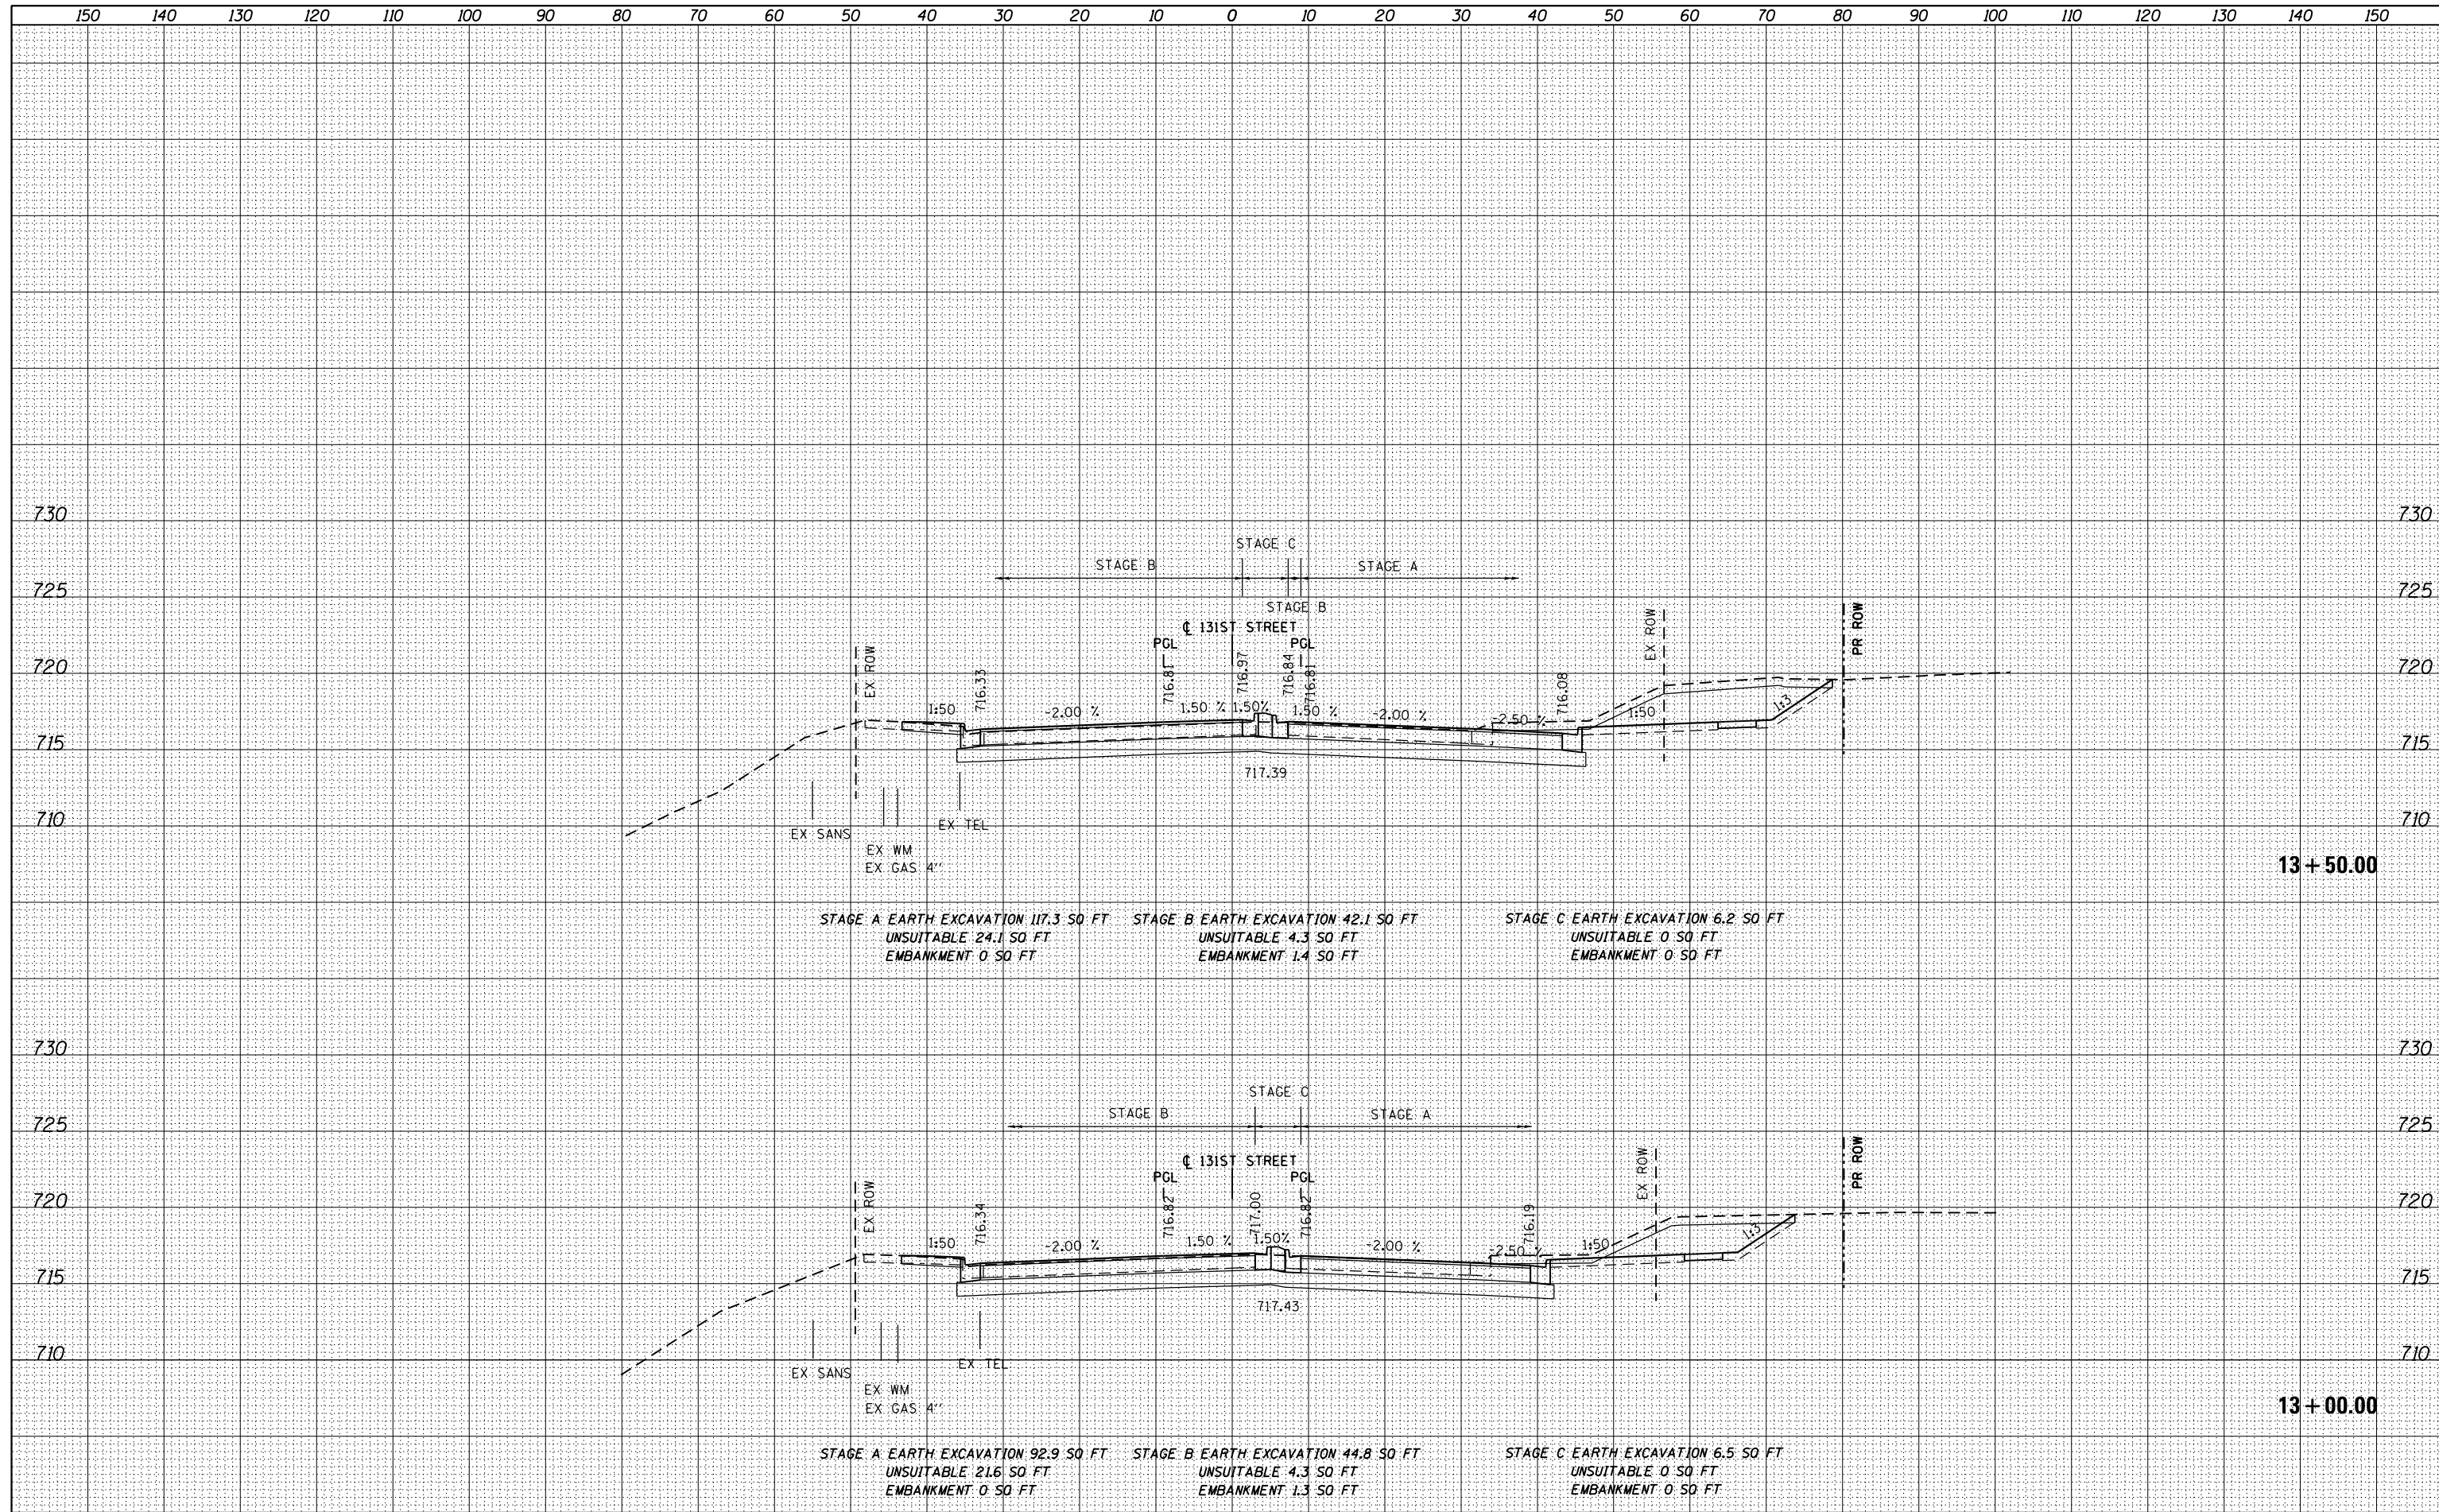 150 140 130 120 110 100 90 80 70 60 50 40 30 20 10 0 10 20 30 40 50 60 70 80 90 100 110 120 130 140 150
730 730
STAGE C
STAGE B STAGE A
725 725
STAGE B
℄ 131ST STREET
PGL PGL
EX ROW
EX ROW
PR ROW
720 720
716.33
716.81
716.97
716.84
716.81
716.08
1:50 -2.00 % 1.50 % 1.50% 1.50 % -2.00 % -2.50 % 1:50 1:3
715 715
717.39
710 710
EX SANS EX TEL
EX WM
EX GAS 4"
13+50.00
STAGE A EARTH EXCAVATION 117.3 SQ FT STAGE B EARTH EXCAVATION 42.1 SQ FT STAGE C EARTH EXCAVATION 6.2 SQ FT
UNSUITABLE 24.1 SQ FT UNSUITABLE 4.3 SQ FT UNSUITABLE 0 SQ FT
EMBANKMENT 0 SQ FT EMBANKMENT 1.4 SQ FT EMBANKMENT 0 SQ FT
730 730
STAGE C
STAGE B STAGE A
725 725
℄ 131ST STREET
PGL PGL
EX ROW
EX ROW
PR ROW
720 720
716.34
716.82
717.00
716.82
716.19
1:50 -2.00 % 1.50 % 1.50% -2.00 % -2.50 % 1:50 1:3
715 715
717.43
710 710
EX SANS EX TEL
EX WM
EX GAS 4"
13+00.00
STAGE A EARTH EXCAVATION 92.9 SQ FT STAGE B EARTH EXCAVATION 44.8 SQ FT STAGE C EARTH EXCAVATION 6.5 SQ FT
UNSUITABLE 21.6 SQ FT UNSUITABLE 4.3 SQ FT UNSUITABLE 0 SQ FT
EMBANKMENT 0 SQ FT EMBANKMENT 1.3 SQ FT EMBANKMENT 0 SQ FT